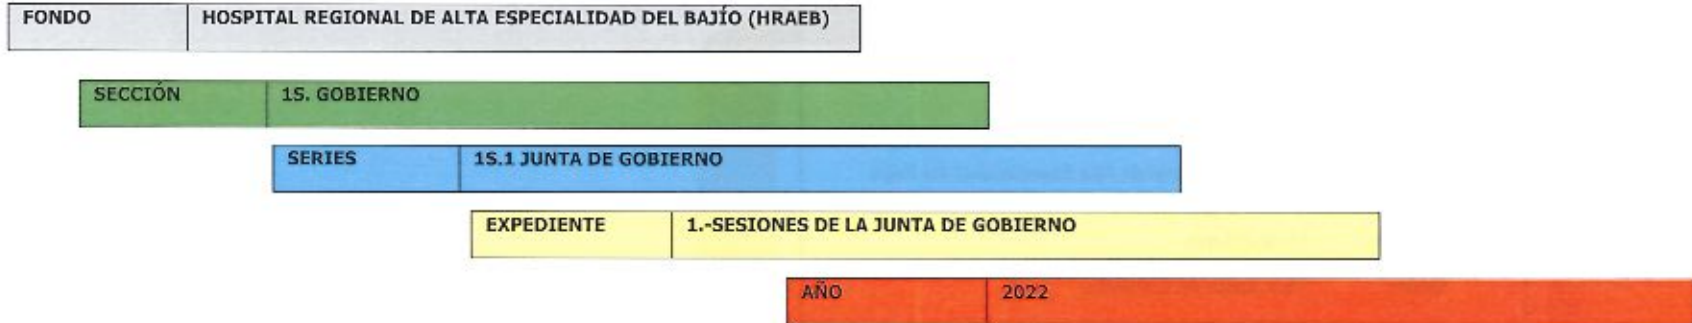 FONDO HOSPITAL REGIONAL DE ALTA ESPECIALIDAD DEL BAJÍO (HRAEB)
SECCIÓN 1S. GOBIERNO
SERIES 1S.1 JUNTA DE GOBIERNO
EXPEDIENTE 1.-SESIONES DE LA JUNTA DE GOBIERNO
AÑO 2022